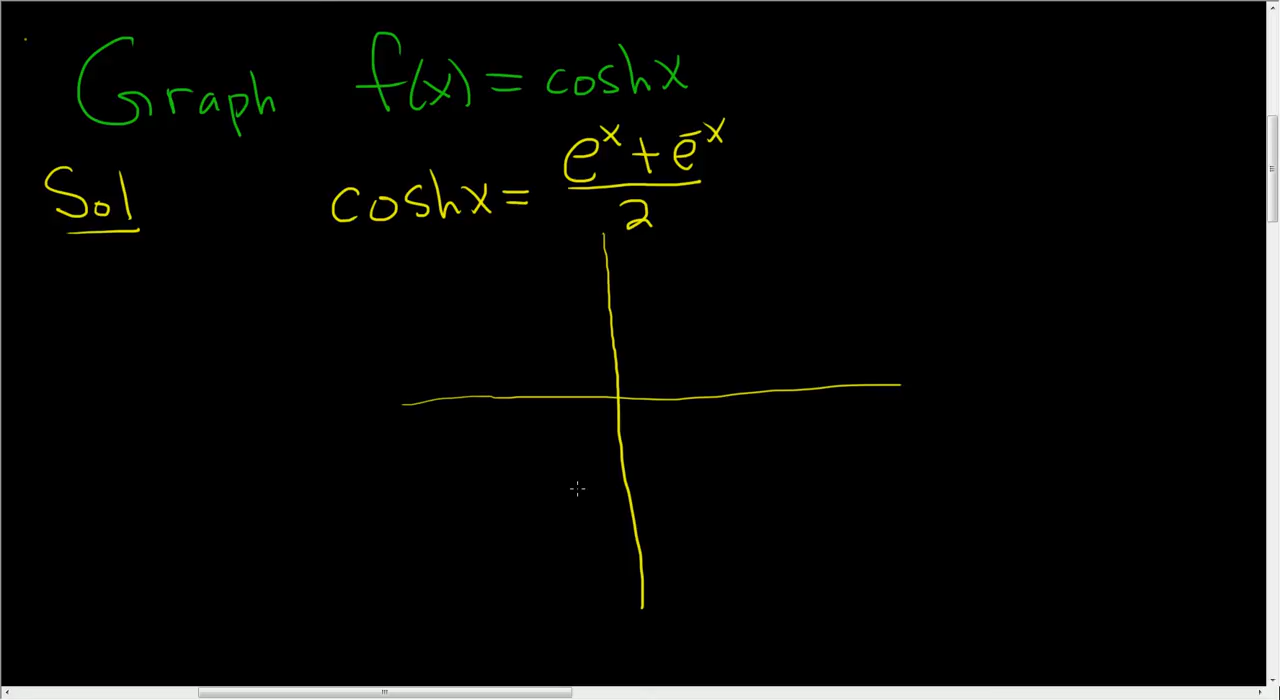 Graph f(x) = coshx
Sol coshx = (e^x + e^-x)/2